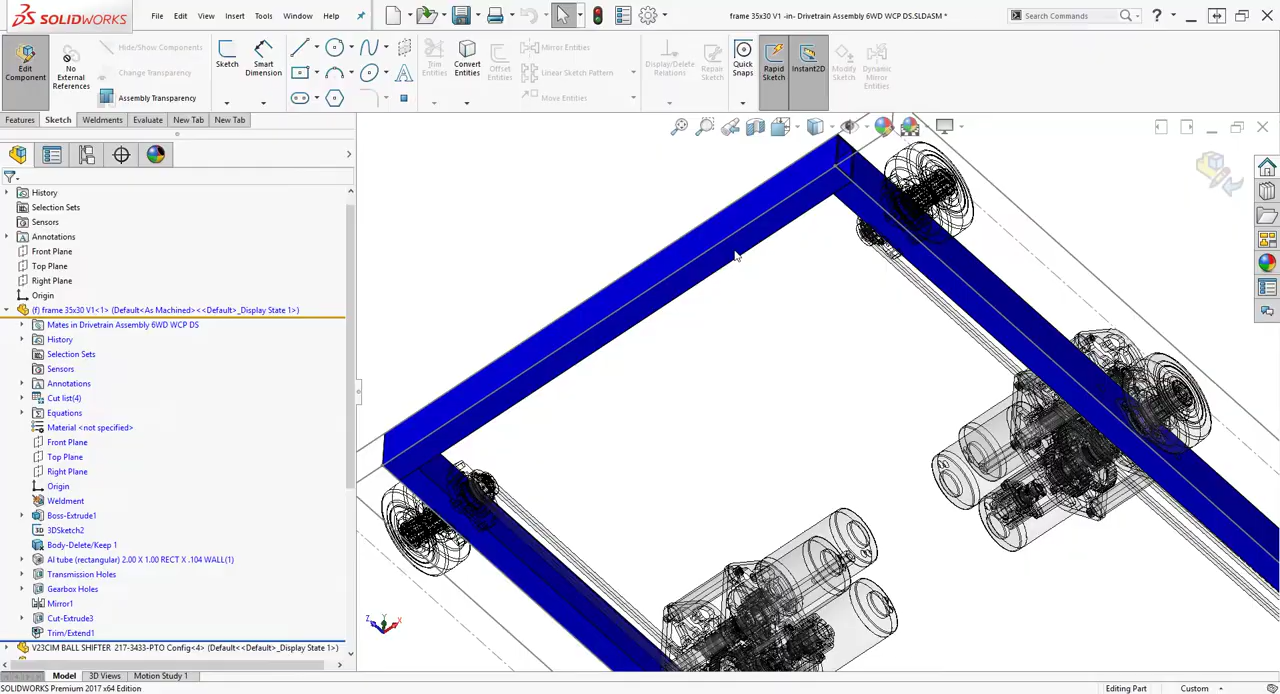 SOLIDWORKS File Edit View Insert Tools Window Help frame 35x30 V1 -in- Drivetrain Assembly 6WD WCP DS.SLDASM * Search Commands
Edit Component
No External References
Hide/Show Components
Change Transparency
Assembly Transparency
Sketch
Smart Dimension
Trim Entities
Convert Entities
Offset Entities
Mirror Entities
Linear Sketch Pattern
Move Entities
Display/Delete Relations
Repair Sketch
Quick Snaps
Rapid Sketch
Instant2D
Modify Sketch
Dynamic Mirror Entities
Features Sketch Weldments Evaluate New Tab New Tab
History
Selection Sets
Sensors
Annotations
Front Plane
Top Plane
Right Plane
Origin
(f) frame 35x30 V1<1> (Default<As Machined><<Default>_Display State 1>)
Mates in Drivetrain Assembly 6WD WCP DS
History
Selection Sets
Sensors
Annotations
Cut list(4)
Equations
Material <not specified>
Front Plane
Top Plane
Right Plane
Origin
Weldment
Boss-Extrude1
3DSketch2
Body-Delete/Keep 1
AI tube (rectangular) 2.00 X 1.00 RECT X .104 WALL(1)
Transmission Holes
Gearbox Holes
Mirror1
Cut-Extrude3
Trim/Extend1
V23CIM BALL SHIFTER 217-3433-PTO Config<4> (Default<<Default>_Display State 1>)
Z Y X
Model 3D Views Motion Study 1
SOLIDWORKS Premium 2017 x64 Edition Editing Part Custom